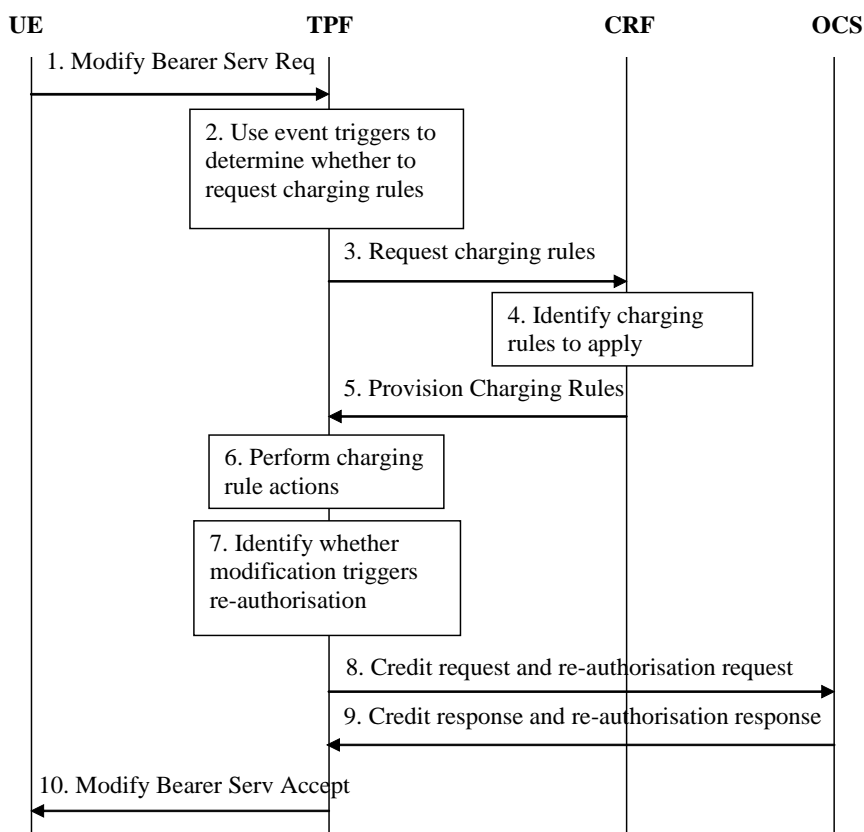 UE TPF CRF OCS
1. Modify Bearer Serv Req
2. Use event triggers to
determine whether to
request charging rules
3. Request charging rules
4. Identify charging
rules to apply
5. Provision Charging Rules
6. Perform charging
rule actions
7. Identify whether
modification triggers
re-authorisation
8. Credit request and re-authorisation request
9. Credit response and re-authorisation response
10. Modify Bearer Serv Accept